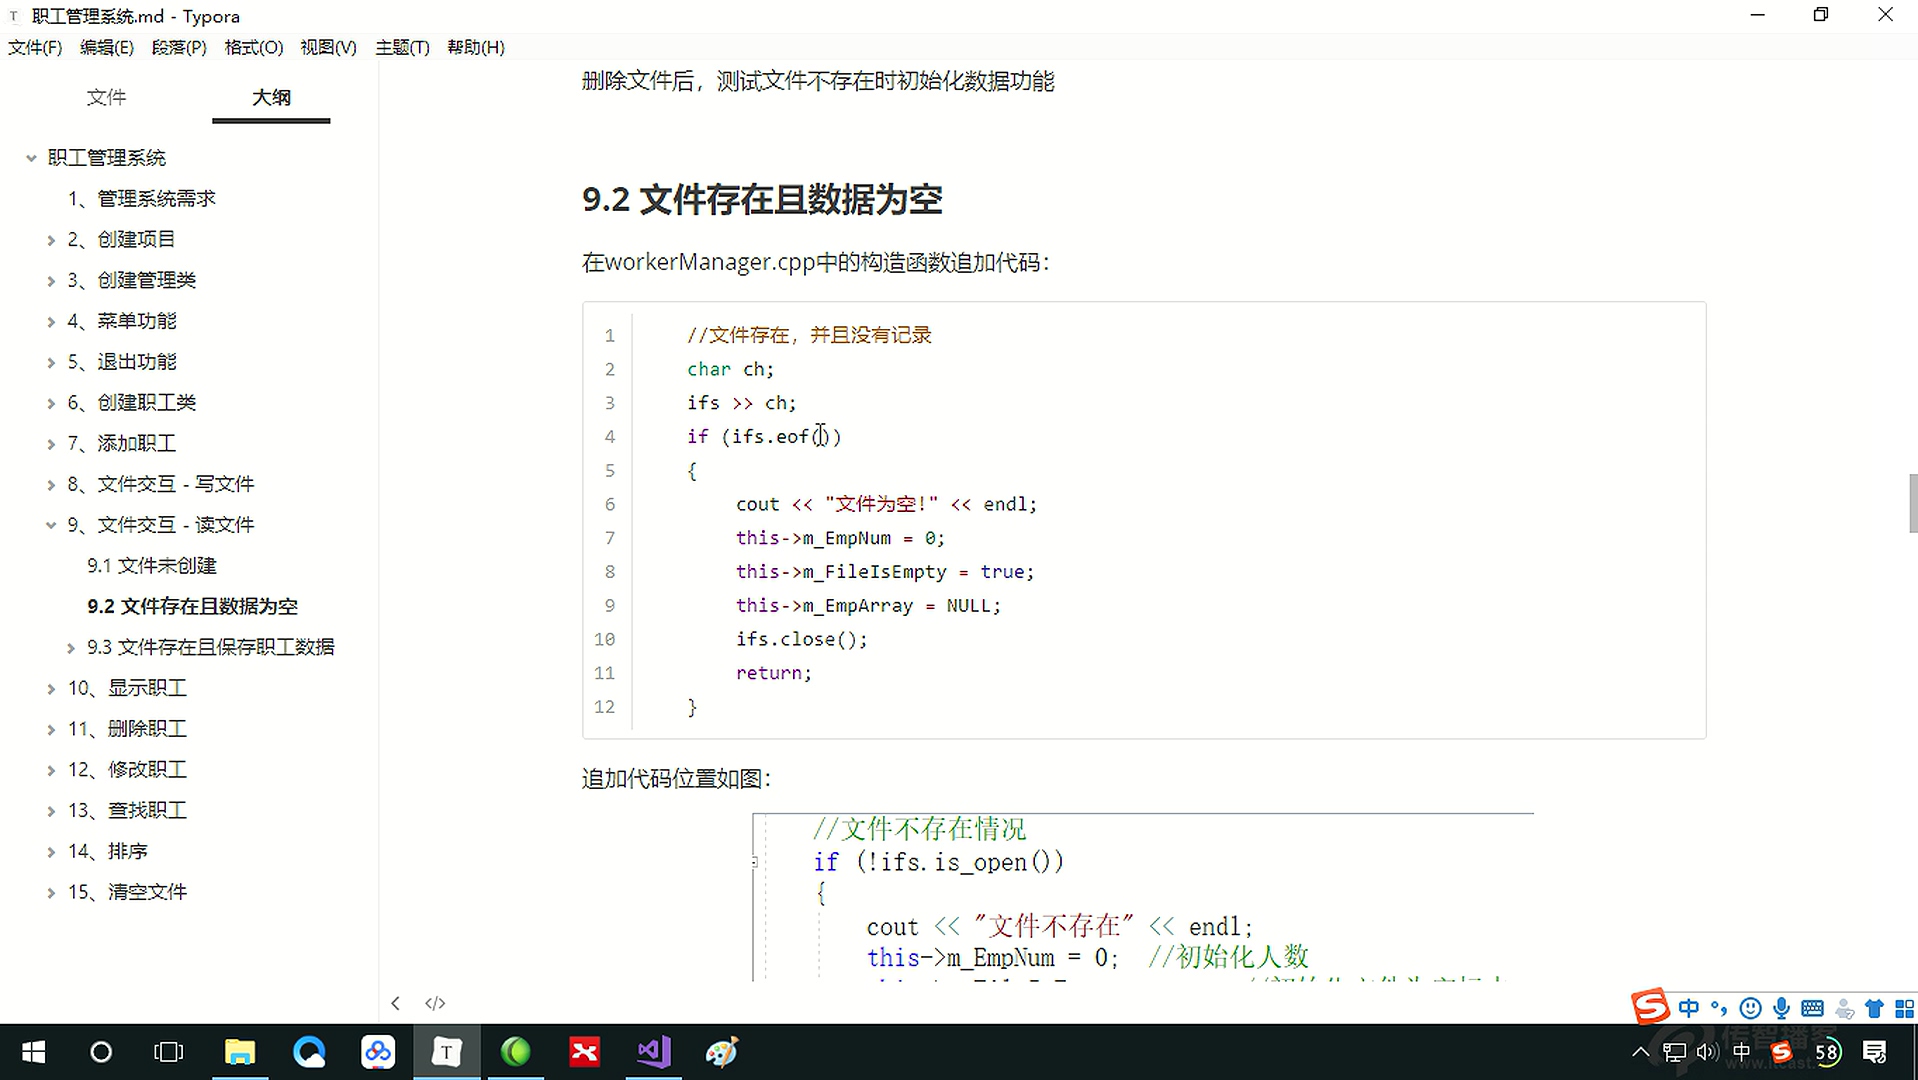 职工管理系统.md - Typora
文件(F) 编辑(E) 段落(P) 格式(O) 视图(V) 主题(T) 帮助(H)
文件 大纲
职工管理系统
1、管理系统需求
2、创建项目
3、创建管理类
4、菜单功能
5、退出功能
6、创建职工类
7、添加职工
8、文件交互 - 写文件
9、文件交互 - 读文件
9.1 文件未创建
9.2 文件存在且数据为空
9.3 文件存在且保存职工数据
10、显示职工
11、删除职工
12、修改职工
13、查找职工
14、排序
15、清空文件
删除文件后，测试文件不存在时初始化数据功能
9.2 文件存在且数据为空
在workerManager.cpp中的构造函数追加代码：
1 //文件存在，并且没有记录
2 char ch;
3 ifs >> ch;
4 if (ifs.eof())
5 {
6 cout << "文件为空!" << endl;
7 this->m_EmpNum = 0;
8 this->m_FileIsEmpty = true;
9 this->m_EmpArray = NULL;
10 ifs.close();
11 return;
12 }
追加代码位置如图：
//文件不存在情况
if (!ifs.is_open())
{
cout << "文件不存在" << endl;
this->m_EmpNum = 0; //初始化人数
中
中 58
传智播客